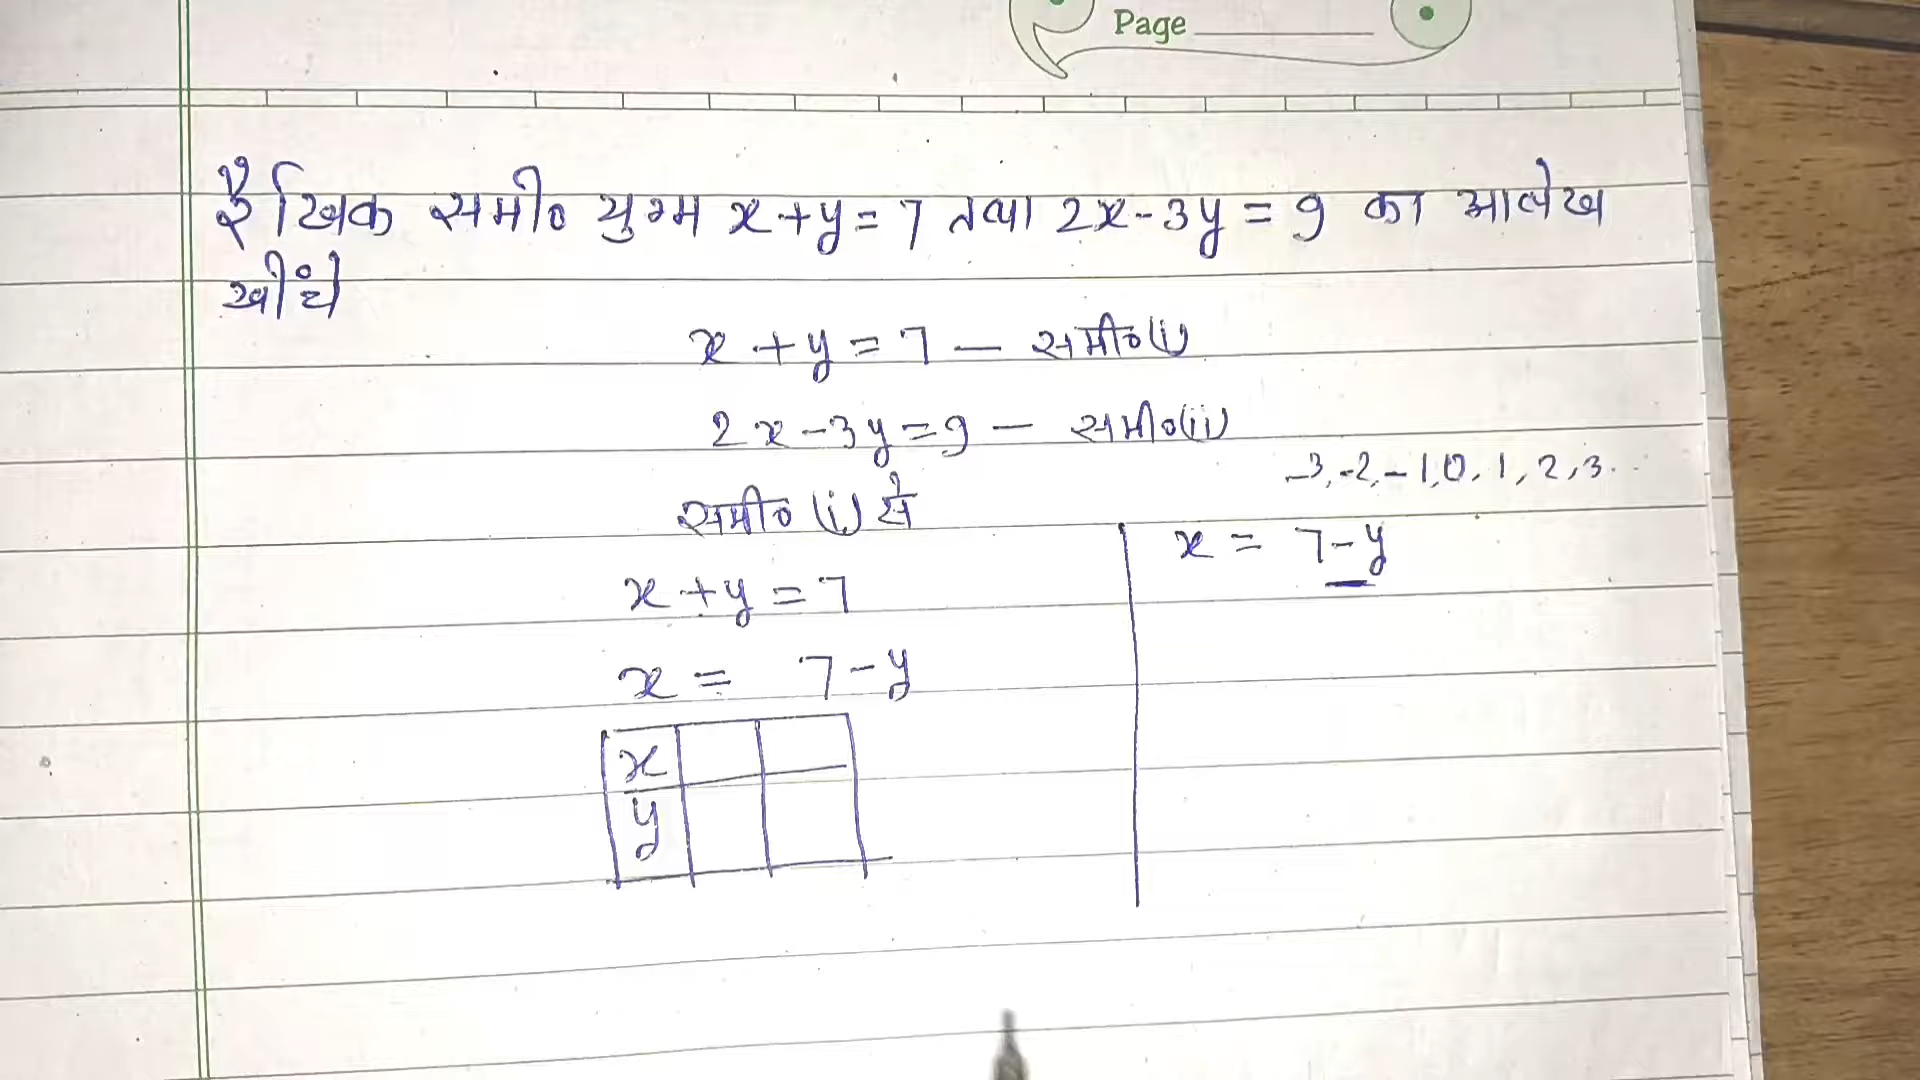 Page
रैखिक समी० युग्म x+y=7 तथा 2x-3y=9 का आलेख
खींचे
x+y=7 — समी०(i)
2x-3y=9 — समी०(ii)
-3,-2,-1,0,1,2,3..
समी० (i) से
x+y=7
x = 7-y
x
y
x = 7-y